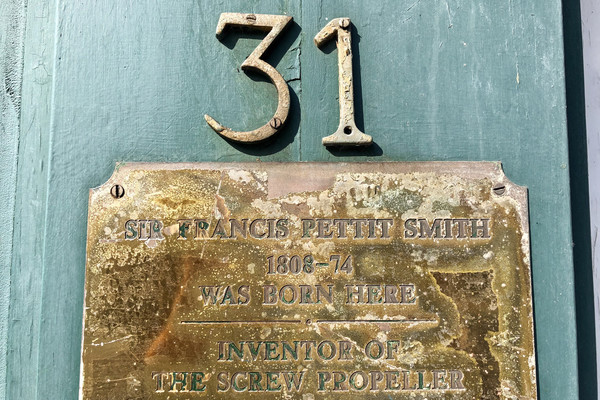 31
SIR FRANCIS PETTIT SMITH
1808-74
WAS BORN HERE
INVENTOR OF
THE SCREW PROPELLER